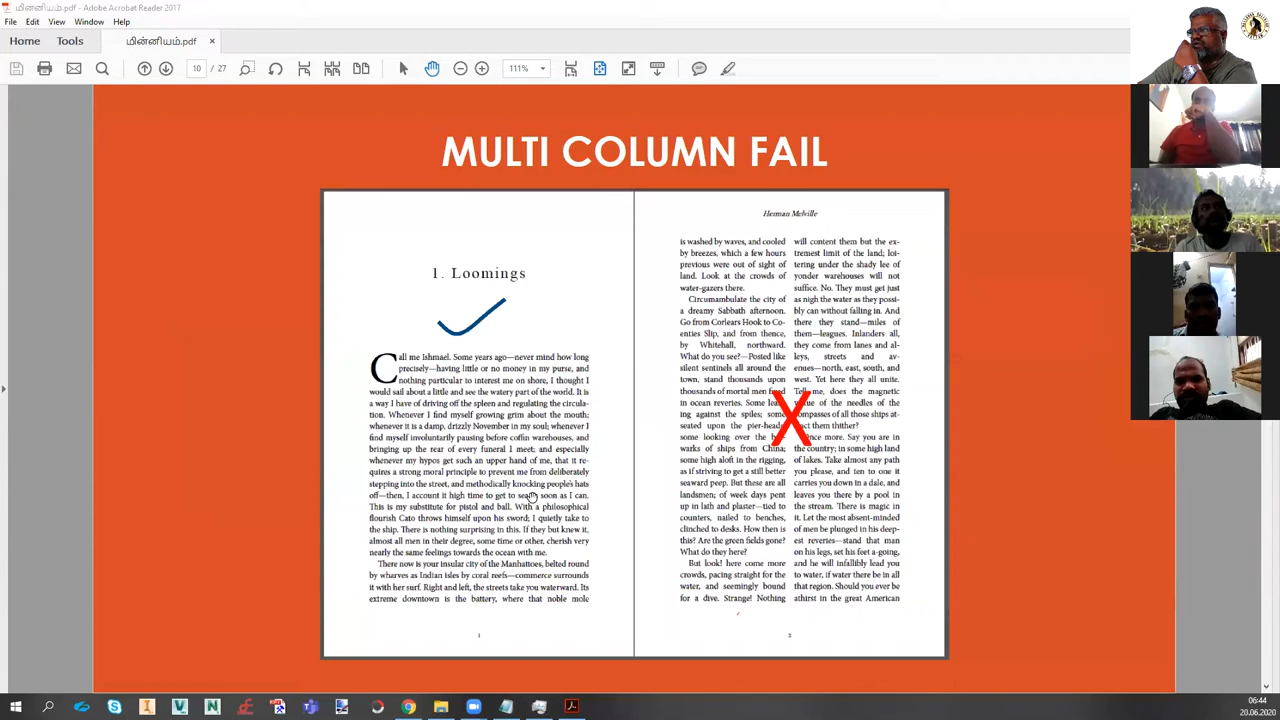 மின்னியம்.pdf - Adobe Acrobat Reader 2017
File Edit View Window Help
Home Tools மின்னியம்.pdf ×
10 / 27 111%
MULTI COLUMN FAIL
1. Loomings
Call me Ishmael. Some years ago—never mind how long
precisely—having little or no money in my purse, and
nothing particular to interest me on shore, I thought I
would sail about a little and see the watery part of the world. It is
a way I have of driving off the spleen and regulating the circula-
tion. Whenever I find myself growing grim about the mouth;
whenever it is a damp, drizzly November in my soul; whenever I
find myself involuntarily pausing before coffin warehouses, and
bringing up the rear of every funeral I meet; and especially
whenever my hypos get such an upper hand of me, that it re-
quires a strong moral principle to prevent me from deliberately
stepping into the street, and methodically knocking people's hats
off—then, I account it high time to get to sea as soon as I can.
This is my substitute for pistol and ball. With a philosophical
flourish Cato throws himself upon his sword; I quietly take to
the ship. There is nothing surprising in this. If they but knew it,
almost all men in their degree, some time or other, cherish very
nearly the same feelings towards the ocean with me.
There now is your insular city of the Manhattoes, belted round
by wharves as Indian isles by coral reefs—commerce surrounds
it with her surf. Right and left, the streets take you waterward. Its
extreme downtown is the battery, where that noble mole
1
Herman Melville
is washed by waves, and cooled
by breezes, which a few hours
previous were out of sight of
land. Look at the crowds of
water-gazers there.
Circumambulate the city of
a dreamy Sabbath afternoon.
Go from Corlears Hook to Co-
enties Slip, and from thence,
by Whitehall, northward.
What do you see?—Posted like
silent sentinels all around the
town, stand thousands upon
thousands of mortal men fixed
in ocean reveries. Some lean-
ing against the spiles; some
seated upon the pier-heads;
some looking over the bul-
warks of ships from China;
some high aloft in the rigging,
as if striving to get a still better
seaward peep. But these are all
landsmen; of week days pent
up in lath and plaster—tied to
counters, nailed to benches,
clinched to desks. How then is
this? Are the green fields gone?
What do they here?
But look! here come more
crowds, pacing straight for the
water, and seemingly bound
for a dive. Strange! Nothing
will content them but the ex-
tremest limit of the land; loi-
tering under the shady lee of
yonder warehouses will not
suffice. No. They must get just
as nigh the water as they possi-
bly can without falling in. And
there they stand—miles of
them—leagues. Inlanders all,
they come from lanes and al-
leys, streets and av-
enues—north, east, south, and
west. Yet here they all unite.
Tell me, does the magnetic
virtue of the needles of the
compasses of all those ships at-
tract them thither?
Once more. Say you are in
the country; in some high land
of lakes. Take almost any path
you please, and ten to one it
carries you down in a dale, and
leaves you there by a pool in
the stream. There is magic in
it. Let the most absent-minded
of men be plunged in his deep-
est reveries—stand that man
on his legs, set his feet a-going,
and he will infallibly lead you
to water, if water there be in all
that region. Should you ever be
athirst in the great American
2
06:44
20.06.2020